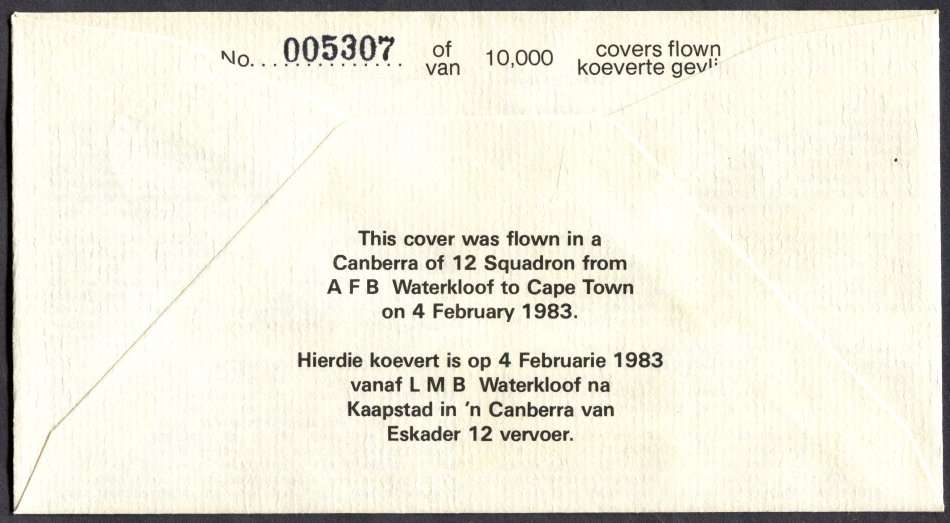 No. . . . 005307 of 10,000 covers flown
van koeverte
This cover was flown in a
Canberra of 12 Squadron from
A F B Waterkloof to Cape Town
on 4 February 1983.
Hierdie koevert is op 4 Februarie 1983
vanaf L M B Waterkloof na
Kaapstad in 'n Canberra van
Eskader 12 vervoer.